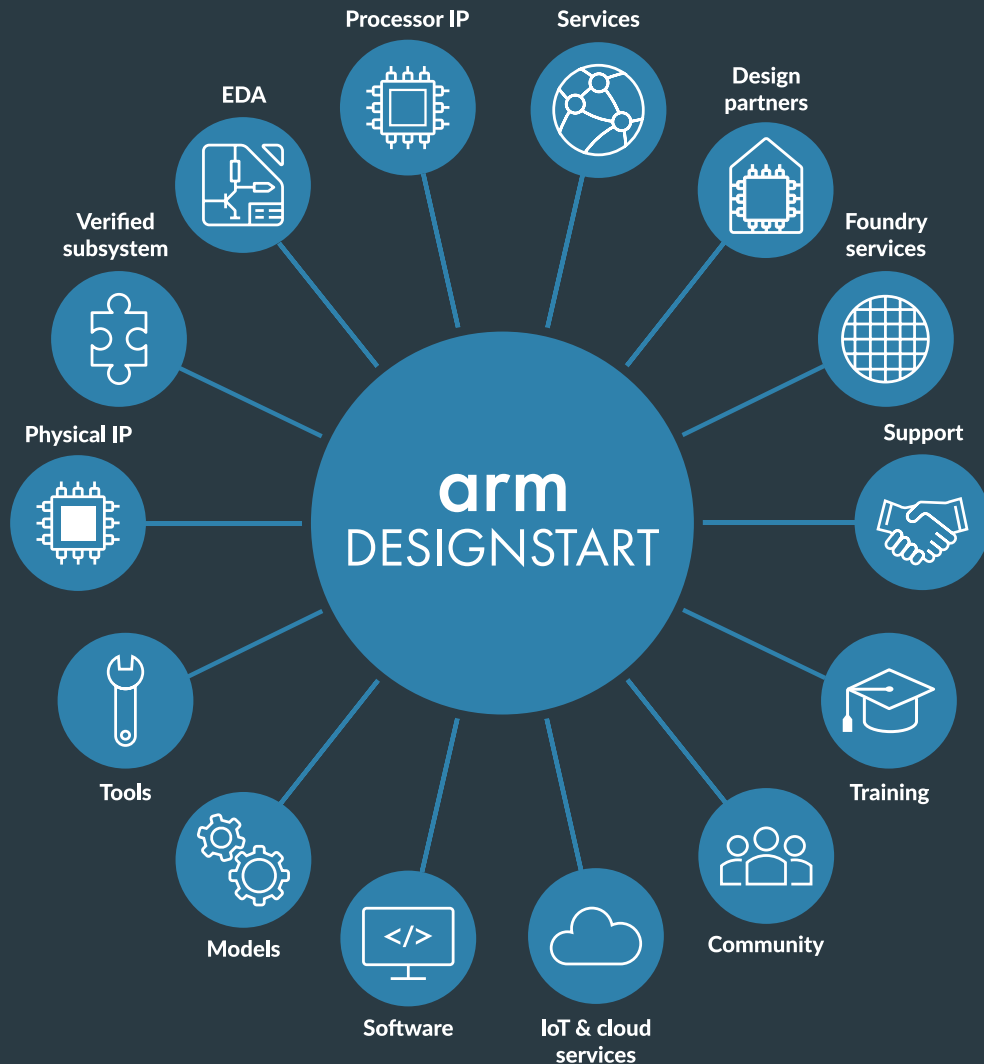 Processor IP
Services
Design
partners
EDA
Verified
subsystem
Foundry
services
Physical IP
Support
arm
DESIGNSTART
Tools
Training
Models
Community
</>
Software
IoT & cloud
services